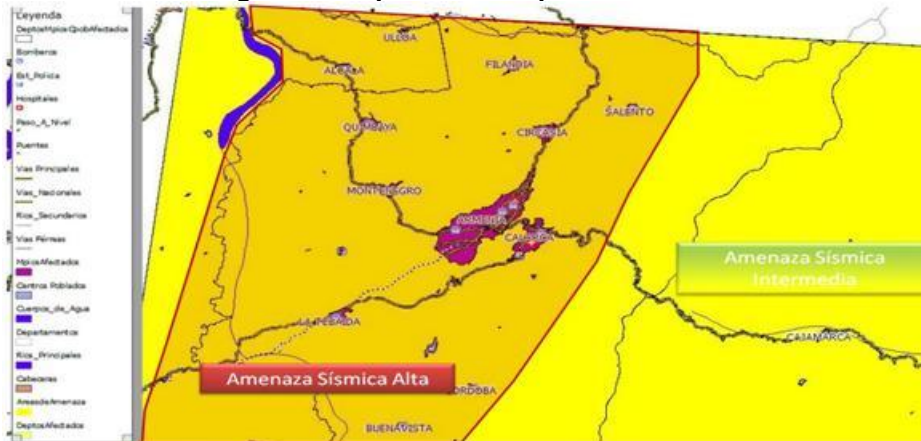 Leyenda
DeptosMpiosQpobAfectados
Bomberos
Est_Policia
Hospitales
Paso_A_Nivel
Puentes
Vias Principales
Vias_Nacionales
Rios_Secundarios
Vias Férreas
MpiosAfectados
Centros Poblados
Cuerpos_de_Agua
Departamentos
Rios_Principales
Cabeceras
AreasdeAmenaza
DeptosAfectados
ULLOA
ALCALA
FILANDIA
SALENTO
QUIMBAYA
CIRCASIA
MONTENEGRO
ARMENIA
CALARCA
Amenaza Sísmica
Intermedia
LA TEBAIDA
CAJAMARCA
Amenaza Sísmica Alta
CORDOBA
BUENAVISTA